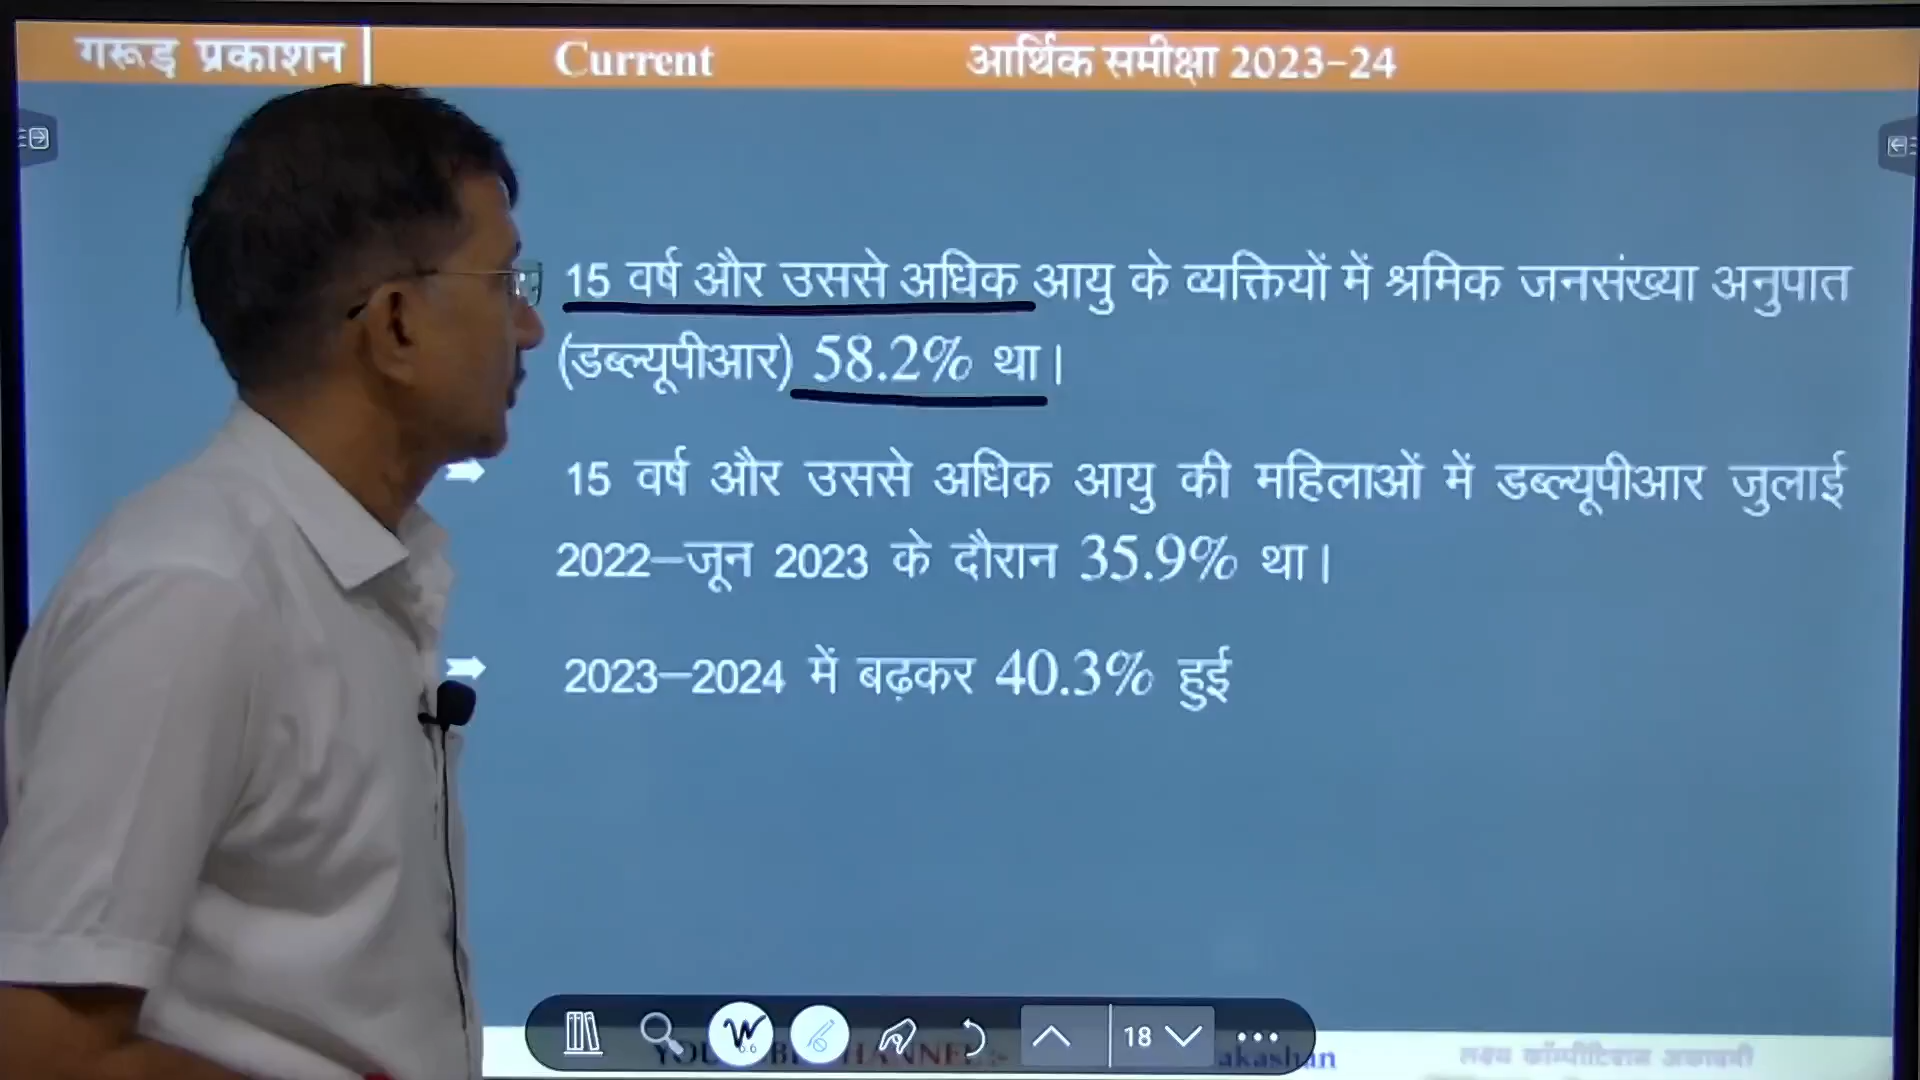 गरूड़ प्रकाशन
Current
आर्थिक समीक्षा 2023-24
15 वर्ष और उससे अधिक आयु के व्यक्तियों में श्रमिक जनसंख्या अनुपात
(डब्ल्यूपीआर) 58.2% था।
15 वर्ष और उससे अधिक आयु की महिलाओं में डब्ल्यूपीआर जुलाई
2022–जून 2023 के दौरान 35.9% था।
2023–2024 में बढ़कर 40.3% हुई
18
akashan